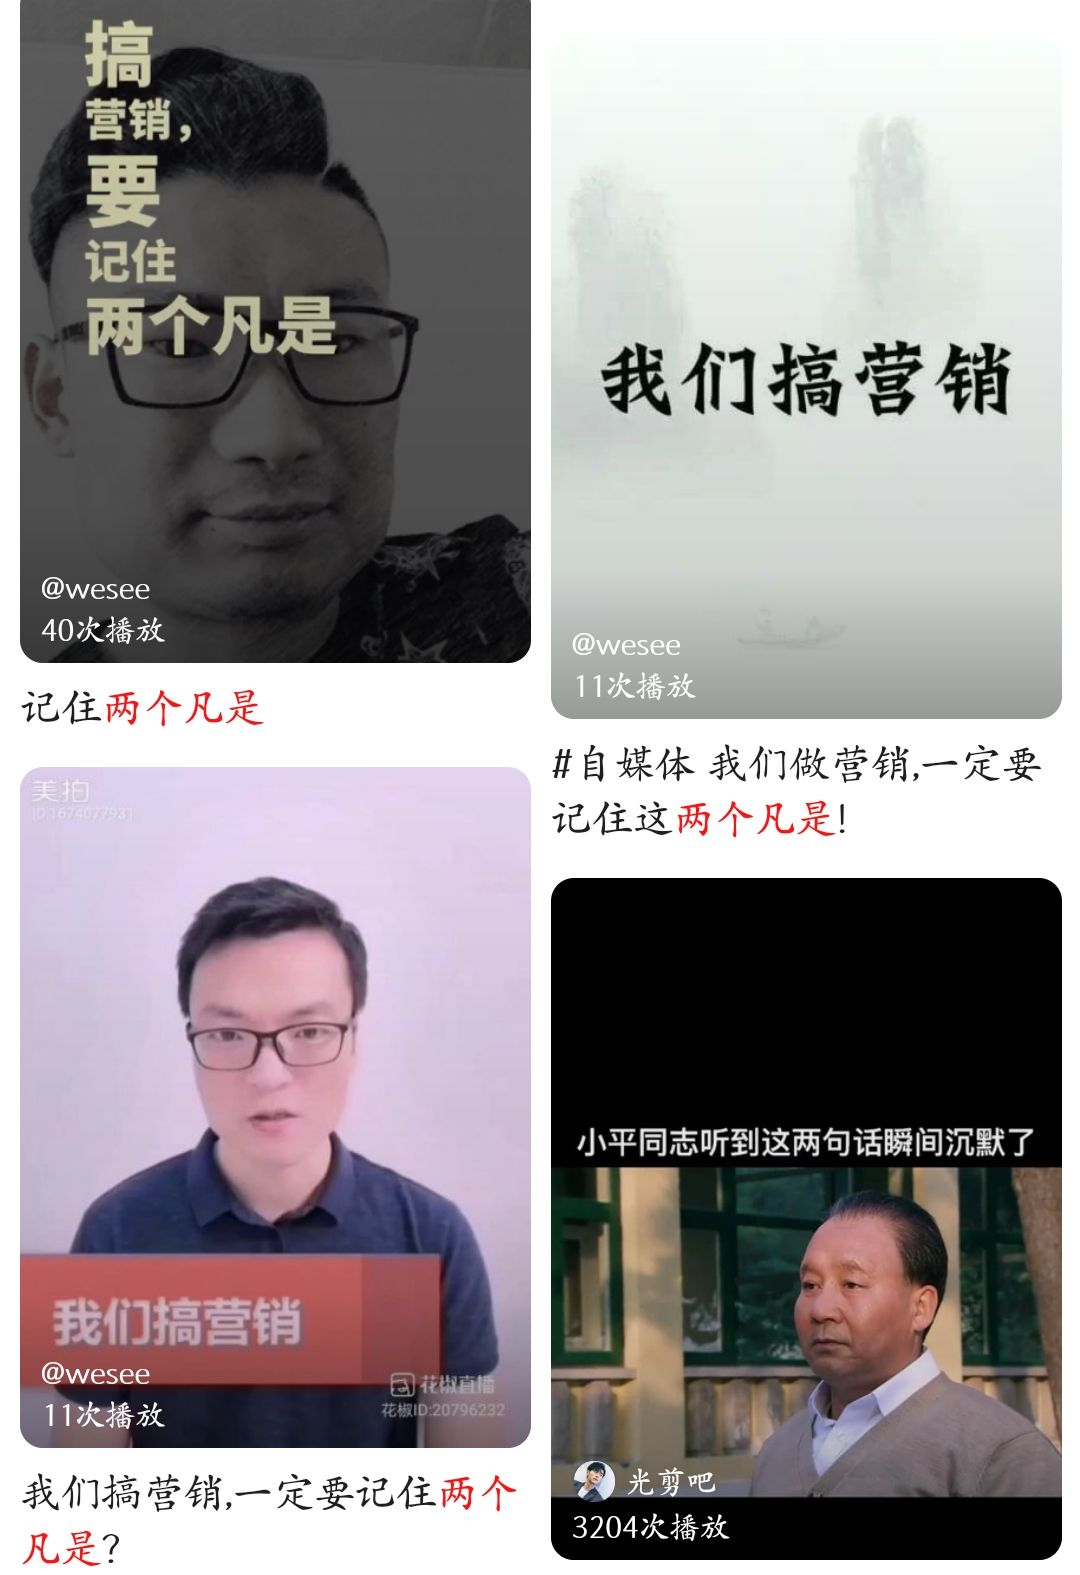 搞
营销，
要
记住
两个凡是
@wesee
40次播放
记住两个凡是
我们搞营销
@wesee
11次播放
#自媒体 我们做营销,一定要
记住这两个凡是!
美拍
ID:1674077931
我们搞营销
@wesee
11次播放
花椒直播
花椒ID:20796232
我们搞营销,一定要记住两个
凡是?
小平同志听到这两句话瞬间沉默了
光剪吧
3204次播放